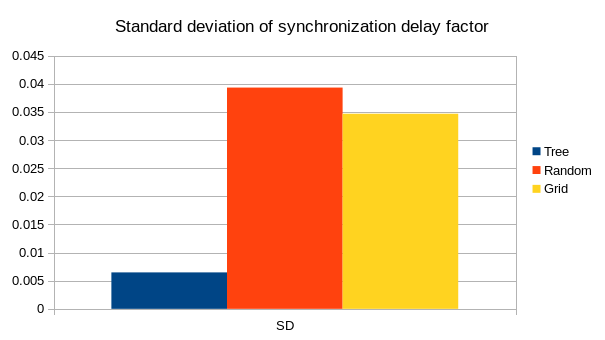 Standard deviation of synchronization delay factor
0.045
0.04
0.035
0.03
0.025
0.02
0.015
0.01
0.005
0
SD
Tree
Random
Grid